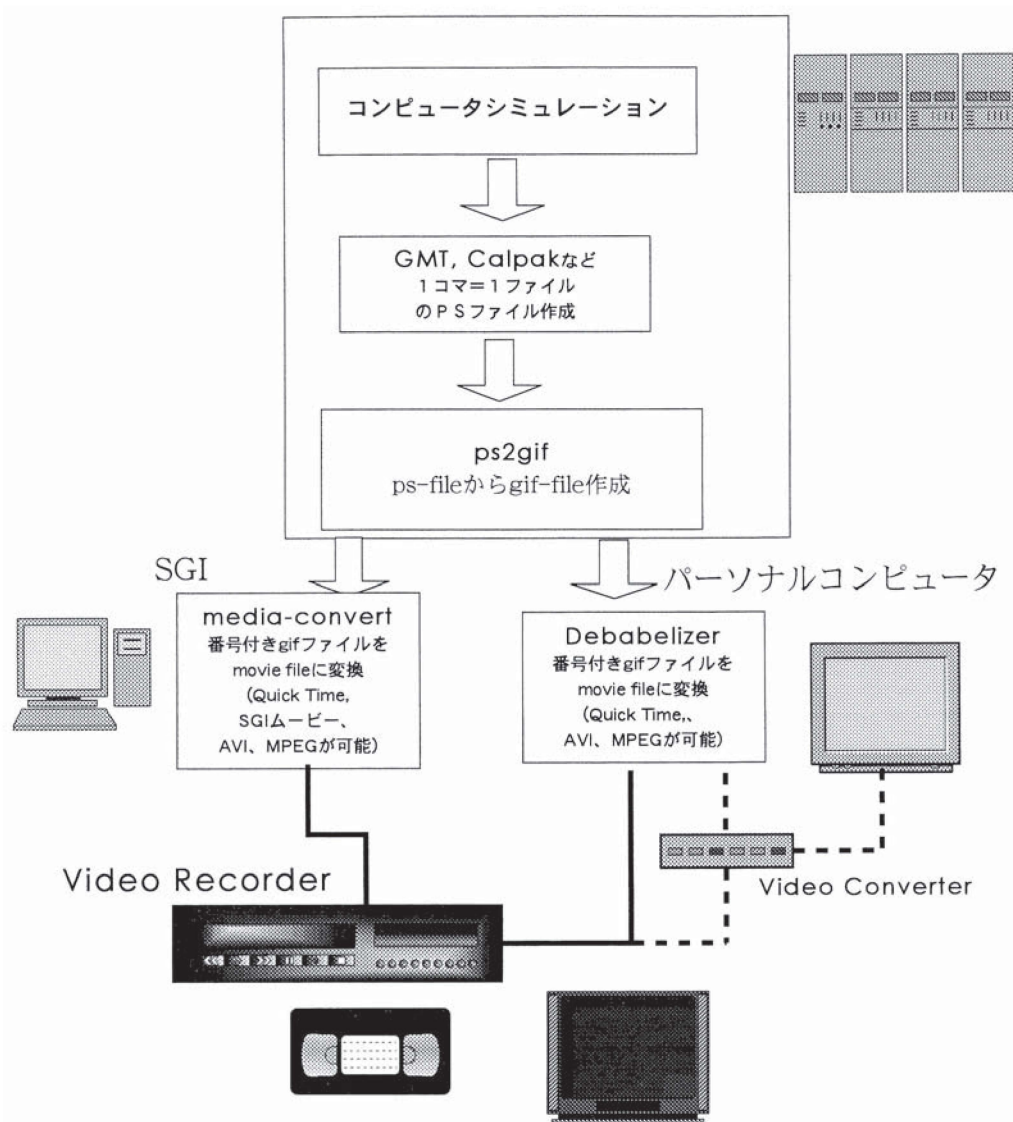 コンピュータシミュレーション
GMT, Calpakなど
1コマ=1ファイル
のPSファイル作成
ps2gif
ps-fileからgif-file作成
SGI
パーソナルコンピュータ
media-convert
番号付きgifファイルを
movie fileに変換
(Quick Time,
SGIムービー、
AVI、MPEGが可能)
Debabelizer
番号付きgifファイルを
movie fileに変換
(Quick Time,、
AVI、MPEGが可能)
Video Recorder
Video Converter